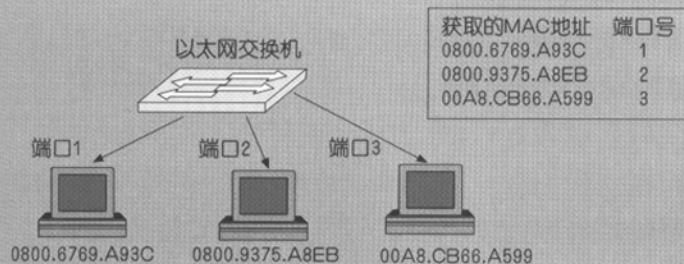 以太网交换机
获取的MAC地址 端口号
0800.6769.A93C 1
0800.9375.A8EB 2
00A8.CB66.A599 3
端口1 端口2 端口3
0800.6769.A93C 0800.9375.A8EB 00A8.CB66.A599